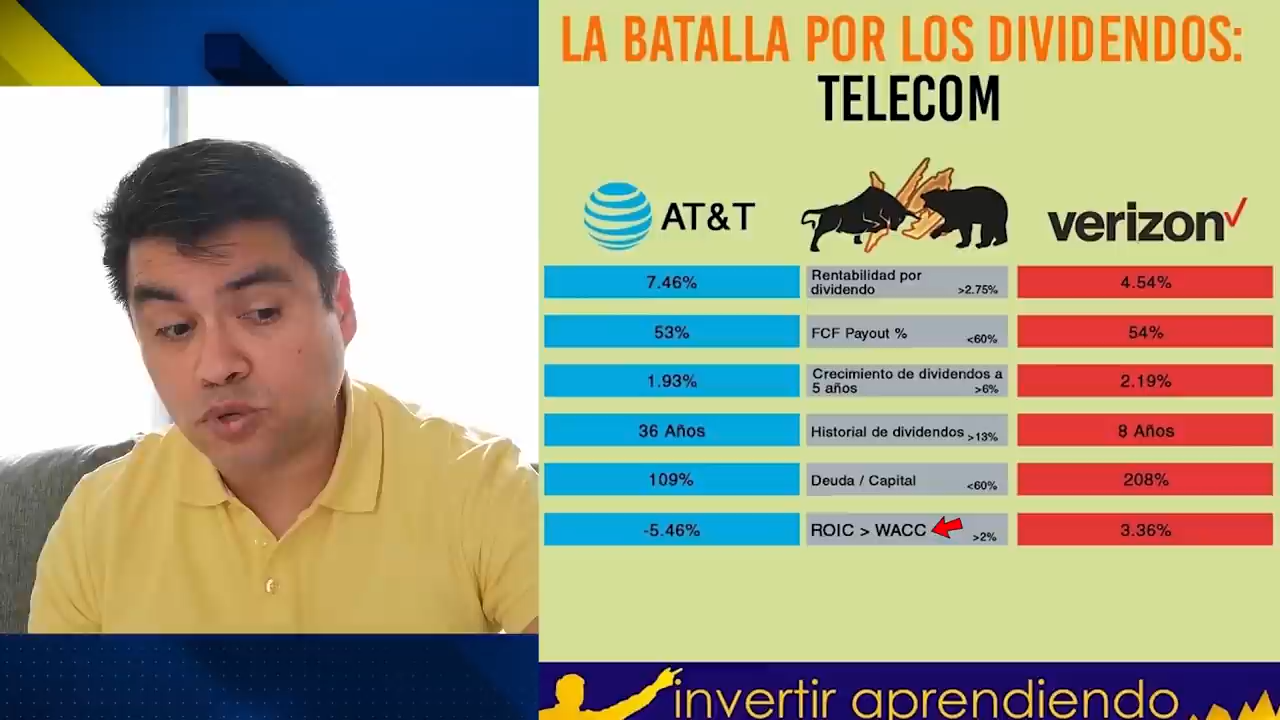 LA BATALLA POR LOS DIVIDENDOS:
TELECOM
AT&T
verizon
7.46%
Rentabilidad por
dividendo >2.75%
4.54%
53%
FCF Payout % <60%
54%
1.93%
Crecimiento de dividendos a
5 años >6%
2.19%
36 Años
Historial de dividendos >13%
8 Años
109%
Deuda / Capital <60%
208%
-5.46%
ROIC > WACC >2%
3.36%
invertir aprendiendo